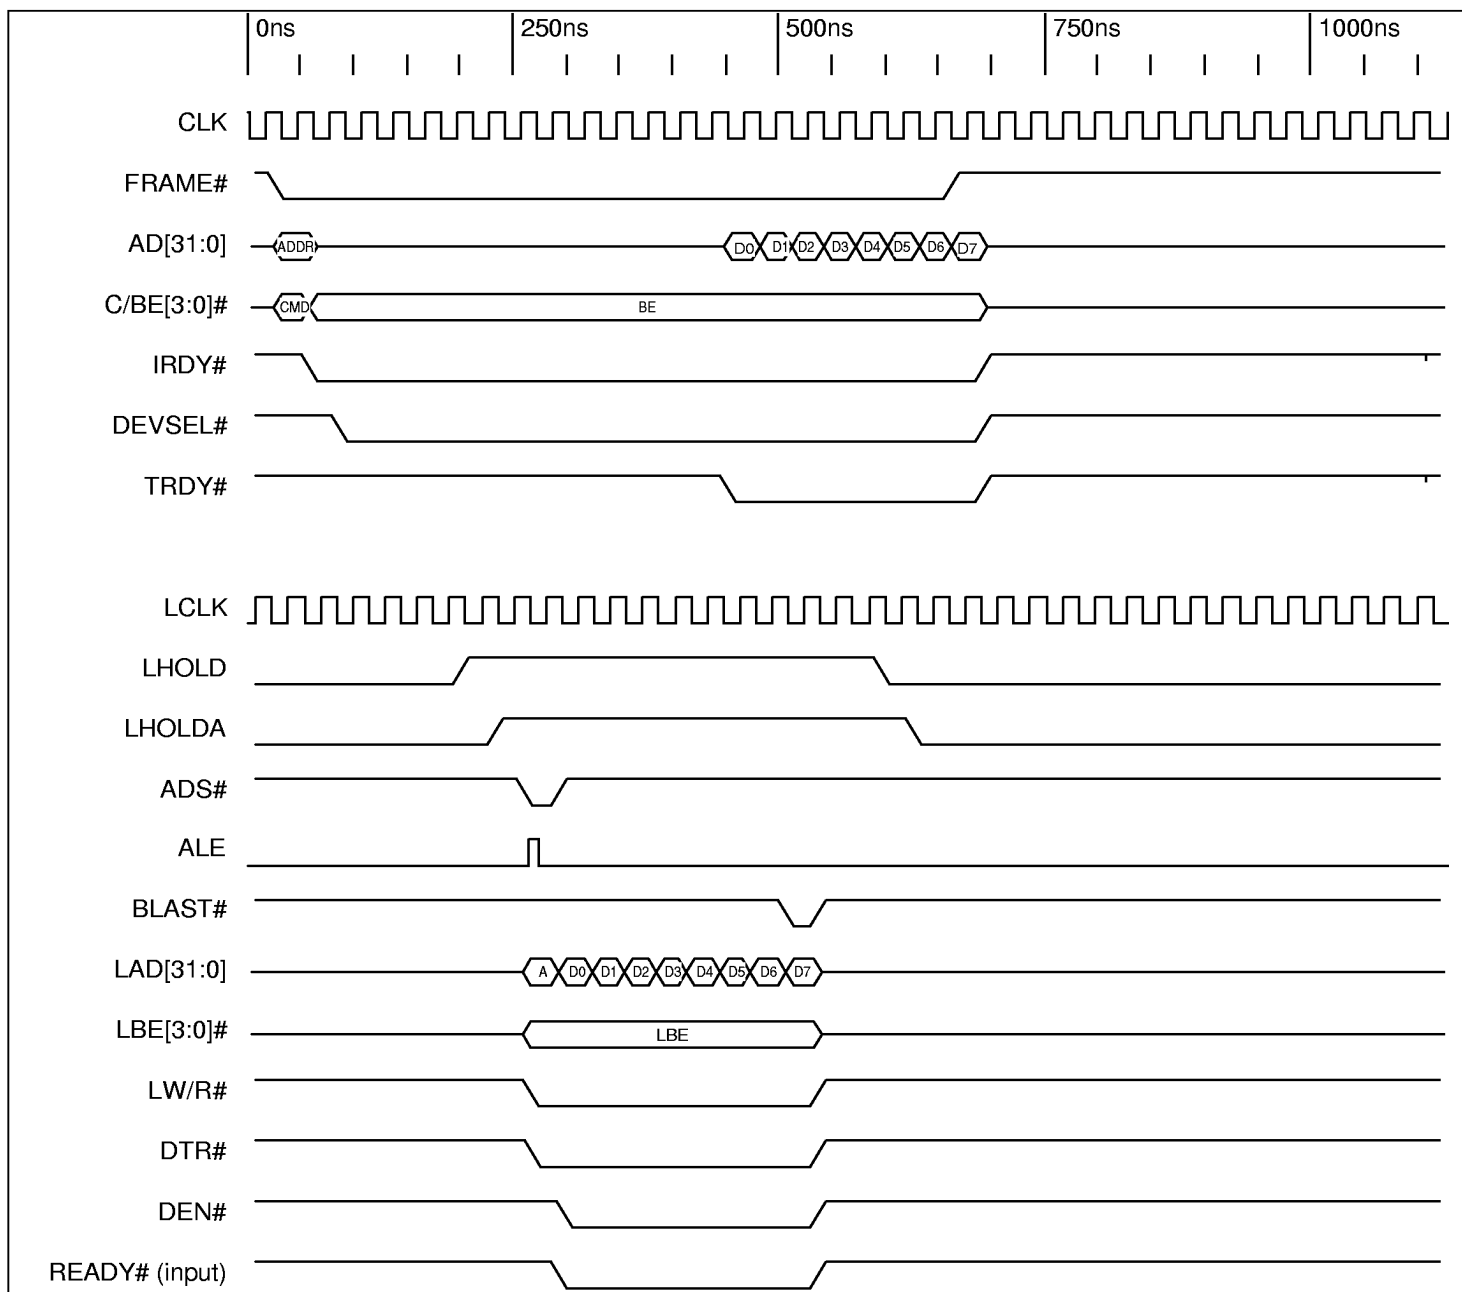 0ns 250ns 500ns 750ns 1000ns
CLK
FRAME#
AD[31:0] ADDR D0 D1 D2 D3 D4 D5 D6 D7
C/BE[3:0]# CMD BE
IRDY#
DEVSEL#
TRDY#
LCLK
LHOLD
LHOLDA
ADS#
ALE
BLAST#
LAD[31:0] A D0 D1 D2 D3 D4 D5 D6 D7
LBE[3:0]# LBE
LW/R#
DTR#
DEN#
READY# (input)